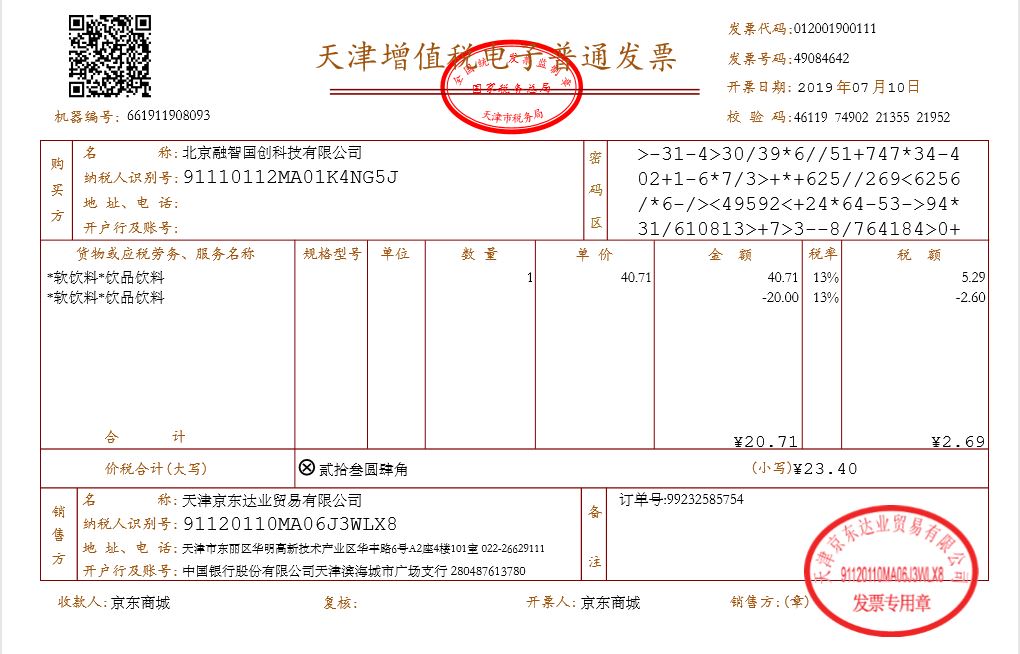 发票代码:012001900111
天津增值税电子普通发票
发票号码:49084642
全国统一发票监制章
国家税务总局
天津市税务局
开票日期: 2019年07月10日
机器编号: 661911908093
校 验 码:46119 74902 21355 21952
购买方
名 称: 北京融智国创科技有限公司
纳税人识别号: 91110112MA01K4NG5J
地 址、电 话:
开户行及账号:
密码区
>-31-4>30/39*6//51+747*34-4
02+1-6*7/3>+*+625//269<6256
/*6-/><49592<+24*64-53->94*
31/610813>+7>3--8/764184>0+
货物或应税劳务、服务名称 规格型号 单位 数 量 单 价 金 额 税率 税 额
*软饮料*饮品饮料 1 40.71 40.71 13% 5.29
*软饮料*饮品饮料 -20.00 13% -2.60
合 计 ¥20.71 ¥2.69
价税合计(大写) ⊗贰拾叁圆肆角 (小写)¥23.40
销售方
名 称: 天津京东达业贸易有限公司
纳税人识别号: 91120110MA06J3WLX8
地 址、电 话: 天津市东丽区华明高新技术产业区华丰路6号A2座4楼101室 022-26629111
开户行及账号: 中国银行股份有限公司天津滨海城市广场支行 280487613780
备注
订单号:99232585754
天津京东达业贸易有限公司
91120110MA06J3WLX8
发票专用章
收款人: 京东商城 复核: 开票人: 京东商城 销售方:(章)